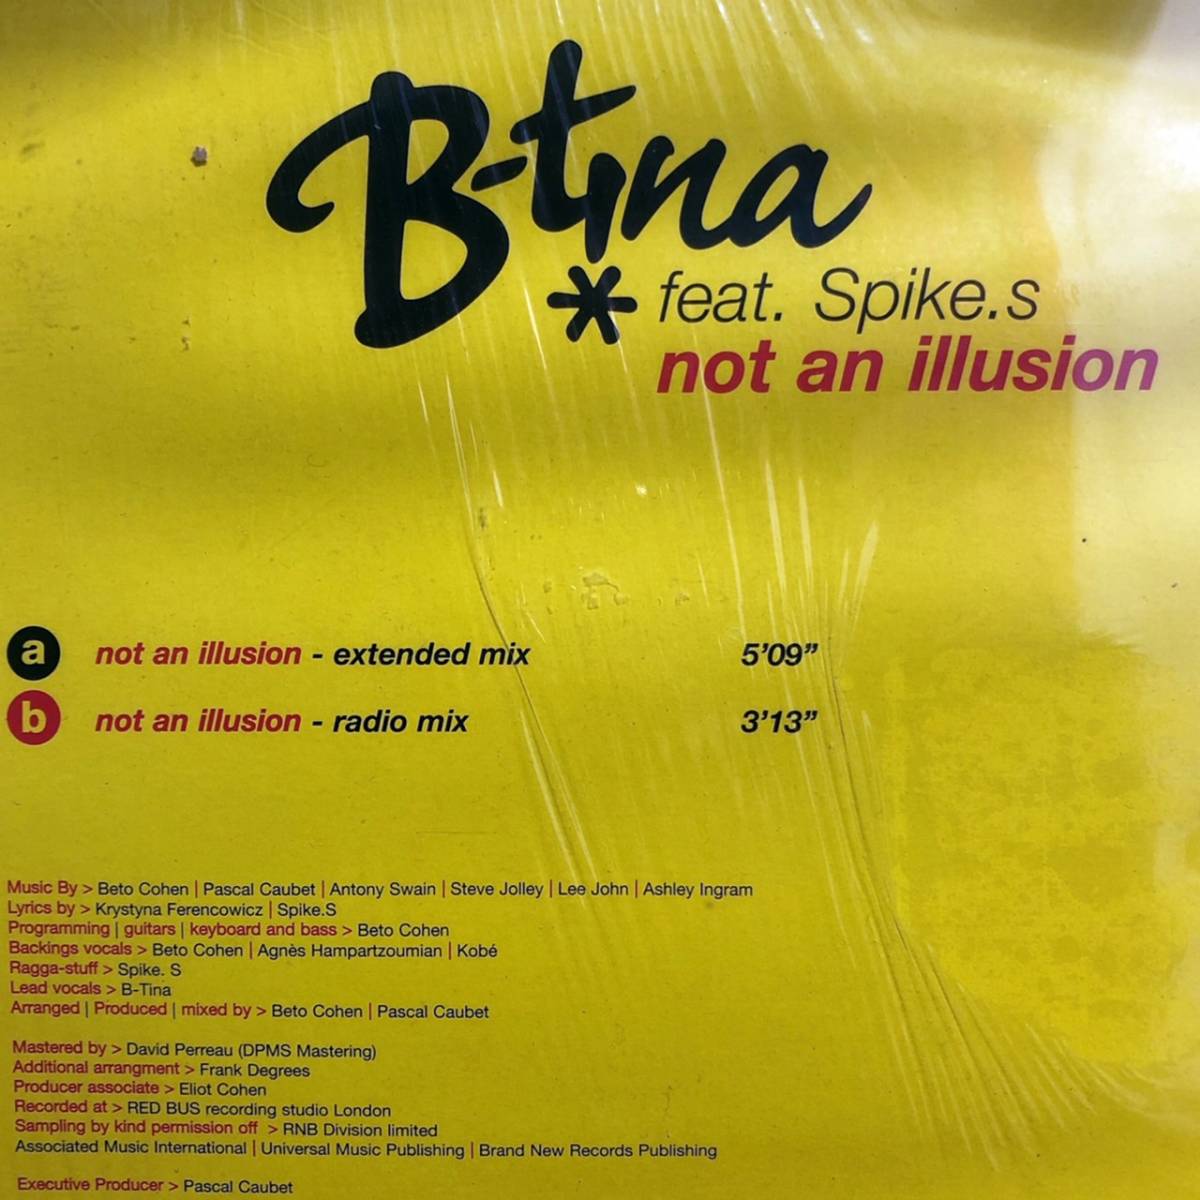 B-tina
* feat. Spike.s
not an illusion
a not an illusion - extended mix 5'09”
b not an illusion - radio mix 3'13”
Music By > Beto Cohen | Pascal Caubet | Antony Swain | Steve Jolley | Lee John | Ashley Ingram
Lyrics by > Krystyna Ferencowicz | Spike.S
Programming | guitars | keyboard and bass > Beto Cohen
Backings vocals > Beto Cohen | Agnès Hampartzoumian | Kobé
Ragga-stuff > Spike. S
Lead vocals > B-Tina
Arranged | Produced | mixed by > Beto Cohen | Pascal Caubet
Mastered by > David Perreau (DPMS Mastering)
Additional arrangment > Frank Degrees
Producer associate > Eliot Cohen
Recorded at > RED BUS recording studio London
Sampling by kind permission off > RNB Division limited
Associated Music International | Universal Music Publishing | Brand New Records Publishing
Executive Producer > Pascal Caubet